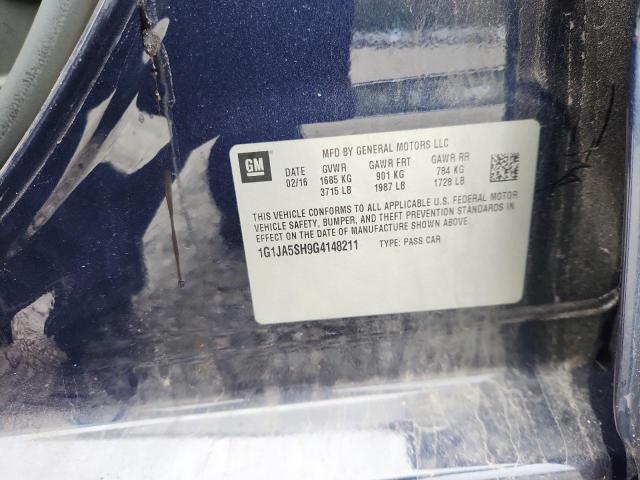 GM
MFD BY GENERAL MOTORS LLC
DATE GVWR GAWR FRT GAWR RR
02/16 1685 KG 901 KG 784 KG
3715 LB 1987 LB 1728 LB
THIS VEHICLE CONFORMS TO ALL APPLICABLE U.S. FEDERAL MOTOR
VEHICLE SAFETY, BUMPER, AND THEFT PREVENTION STANDARDS IN
EFFECT ON THE DATE OF MANUFACTURE SHOWN ABOVE.
1G1JA5SH9G4148211 TYPE: PASS CAR